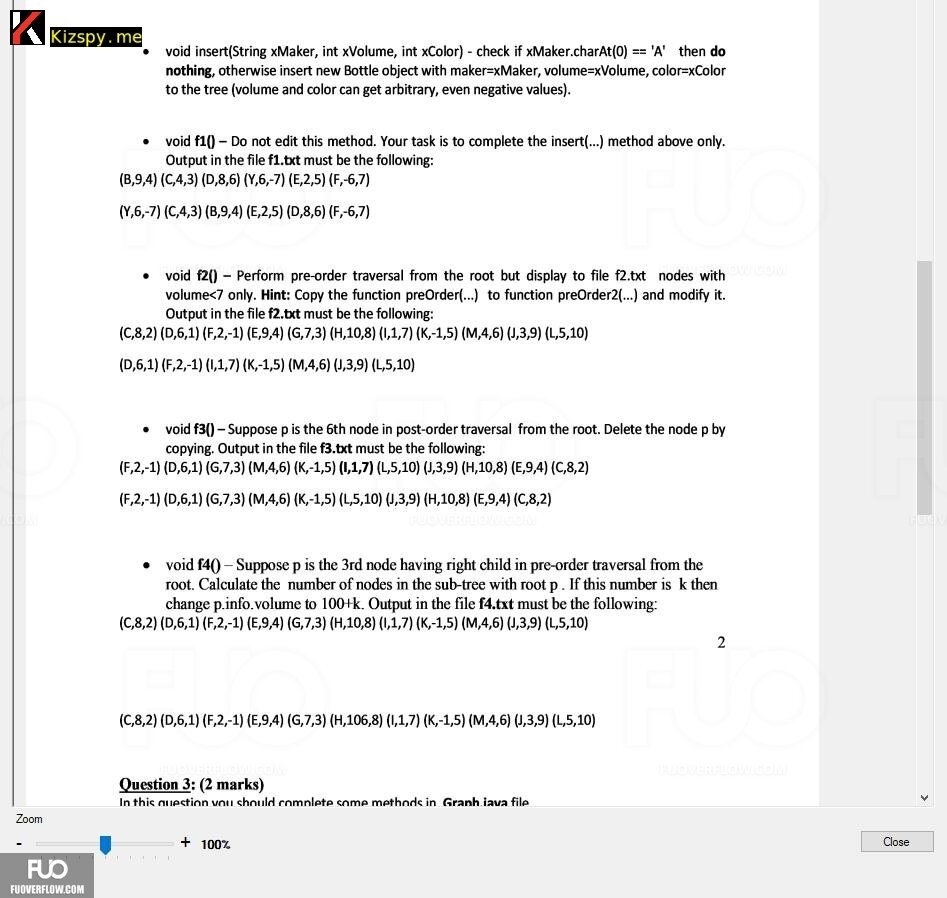 Kizspy.me
• void insert(String xMaker, int xVolume, int xColor) - check if xMaker.charAt(0) == 'A' then do
nothing, otherwise insert new Bottle object with maker=xMaker, volume=xVolume, color=xColor
to the tree (volume and color can get arbitrary, even negative values).
• void f1() – Do not edit this method. Your task is to complete the insert(...) method above only.
Output in the file f1.txt must be the following:
(B,9,4) (C,4,3) (D,8,6) (Y,6,-7) (E,2,5) (F,-6,7)
(Y,6,-7) (C,4,3) (B,9,4) (E,2,5) (D,8,6) (F,-6,7)
• void f2() – Perform pre-order traversal from the root but display to file f2.txt nodes with
volume<7 only. Hint: Copy the function preOrder(...) to function preOrder2(...) and modify it.
Output in the file f2.txt must be the following:
(C,8,2) (D,6,1) (F,2,-1) (E,9,4) (G,7,3) (H,10,8) (I,1,7) (K,-1,5) (M,4,6) (J,3,9) (L,5,10)
(D,6,1) (F,2,-1) (I,1,7) (K,-1,5) (M,4,6) (J,3,9) (L,5,10)
• void f3() – Suppose p is the 6th node in post-order traversal from the root. Delete the node p by
copying. Output in the file f3.txt must be the following:
(F,2,-1) (D,6,1) (G,7,3) (M,4,6) (K,-1,5) (I,1,7) (L,5,10) (J,3,9) (H,10,8) (E,9,4) (C,8,2)
(F,2,-1) (D,6,1) (G,7,3) (M,4,6) (K,-1,5) (L,5,10) (J,3,9) (H,10,8) (E,9,4) (C,8,2)
FUOVERFLOW.COM
• void f4() – Suppose p is the 3rd node having right child in pre-order traversal from the
root. Calculate the number of nodes in the sub-tree with root p . If this number is k then
change p.info.volume to 100+k. Output in the file f4.txt must be the following:
(C,8,2) (D,6,1) (F,2,-1) (E,9,4) (G,7,3) (H,10,8) (I,1,7) (K,-1,5) (M,4,6) (J,3,9) (L,5,10)
2
(C,8,2) (D,6,1) (F,2,-1) (E,9,4) (G,7,3) (H,106,8) (I,1,7) (K,-1,5) (M,4,6) (J,3,9) (L,5,10)
FUOVERFLOW.COM FUOVERFLOW.COM
Question 3: (2 marks)
In this question you should complete some methods in Graph.java file
Zoom
- + 100%
Close
FUO
FUOVERFLOW.COM